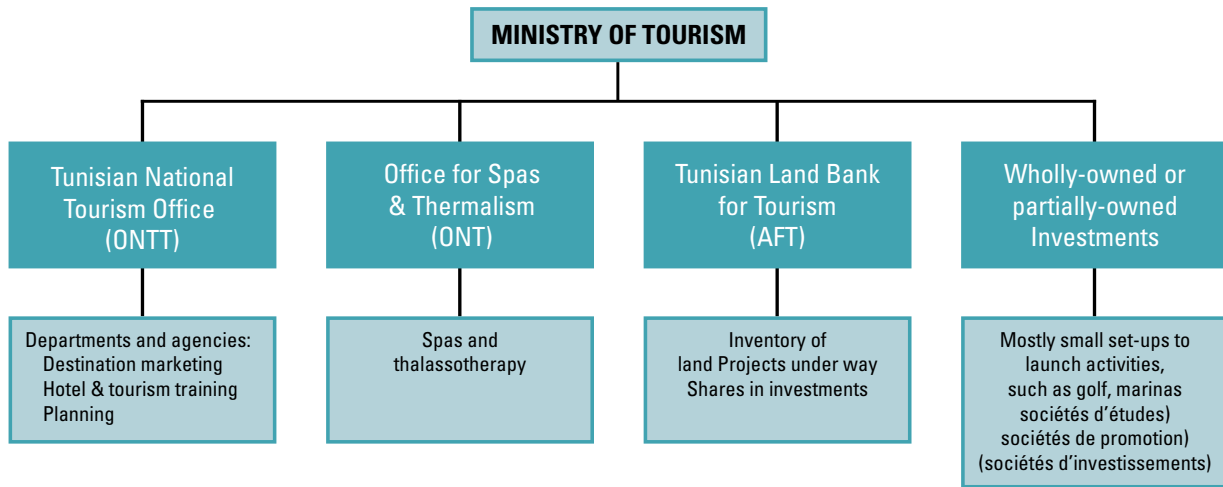 MINISTRY OF TOURISM
Tunisian National
Tourism Office
(ONTT)
Departments and agencies:
Destination marketing
Hotel & tourism training
Planning
Office for Spas
& Thermalism
(ONT)
Spas and
thalassotherapy
Tunisian Land Bank
for Tourism
(AFT)
Inventory of
land Projects under way
Shares in investments
Wholly-owned or
partially-owned
Investments
Mostly small set-ups to
launch activities,
such as golf, marinas
sociétés d’études)
sociétés de promotion)
(sociétés d’investissements)